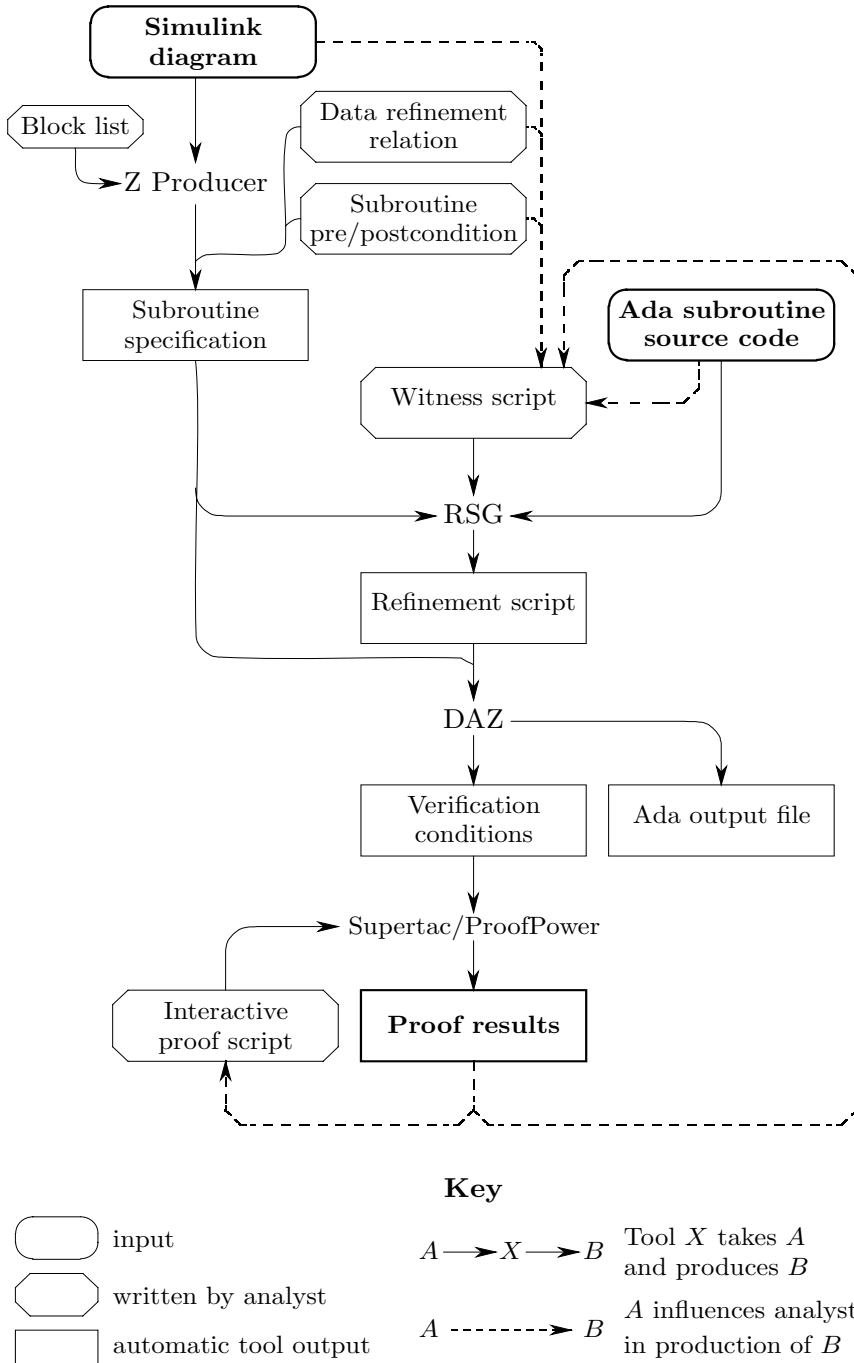 Simulink
diagram
Block list
Data refinement
relation
Z Producer
Subroutine
pre/postcondition
Subroutine
specification
Ada subroutine
source code
Witness script
RSG
Refinement script
DAZ
Verification
conditions
Ada output file
Supertac/ProofPower
Interactive
proof script
Proof results
Key
input
written by analyst
automatic tool output
A X B
Tool X takes A
and produces B
A B
A influences analyst
in production of B